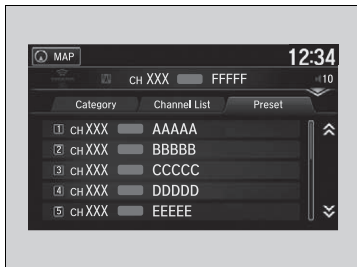 MAP 12:34
CH XXX FFFFF 10
Category Channel List Preset
1 CH XXX AAAAA
2 CH XXX BBBBB
3 CH XXX CCCCC
4 CH XXX DDDDD
5 CH XXX EEEEE